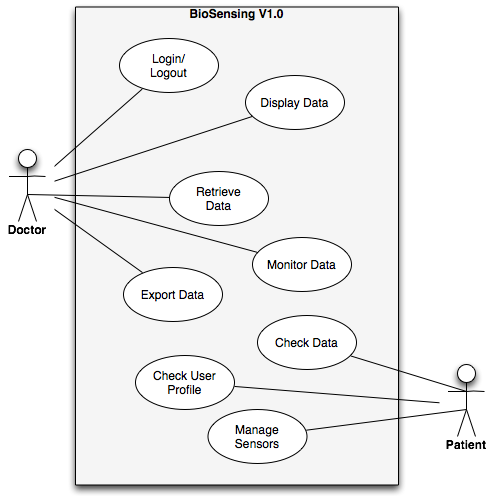 BioSensing V1.0
Login/
Logout
Display Data
Retrieve
Data
Doctor
Monitor Data
Export Data
Check Data
Check User
Profile
Manage
Sensors
Patient